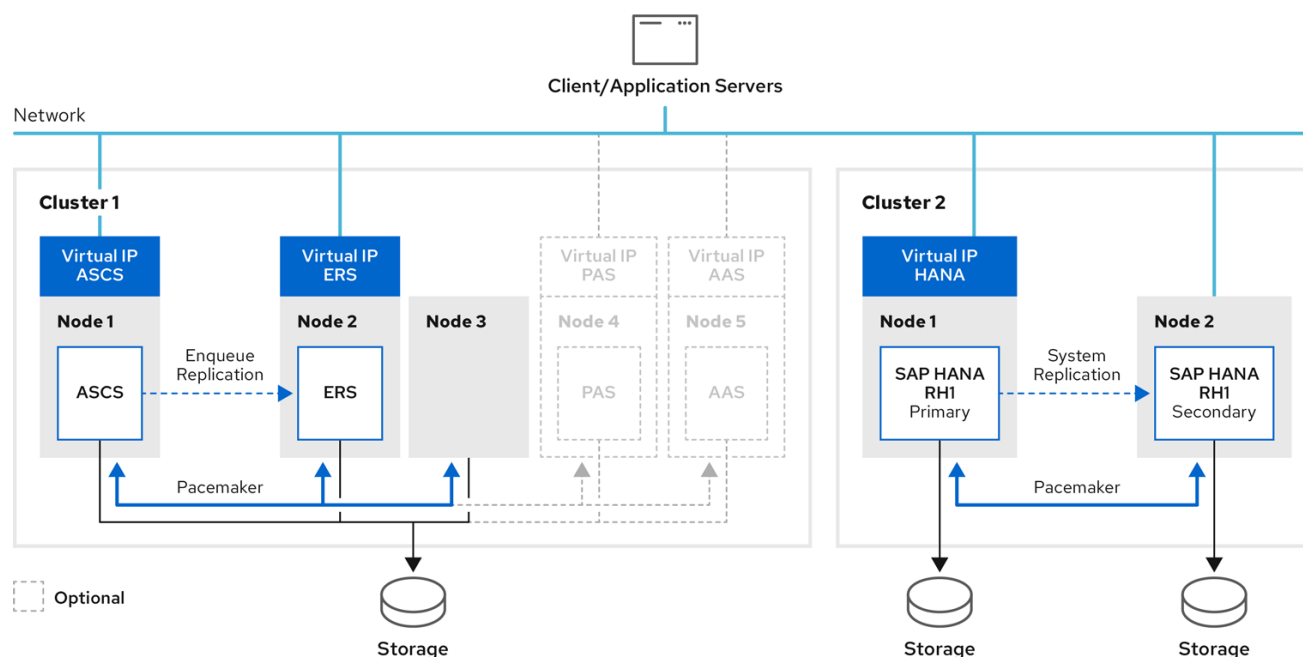 Client/Application Servers
Network
Cluster 1
Virtual IP
ASCS
Node 1
ASCS
Enqueue
Replication
Virtual IP
ERS
Node 2
ERS
Node 3
Virtual IP
PAS
Node 4
PAS
Virtual IP
AAS
Node 5
AAS
Pacemaker
Storage
Cluster 2
Virtual IP
HANA
Node 1
SAP HANA
RH1
Primary
System
Replication
Node 2
SAP HANA
RH1
Secondary
Pacemaker
Storage
Storage
Optional